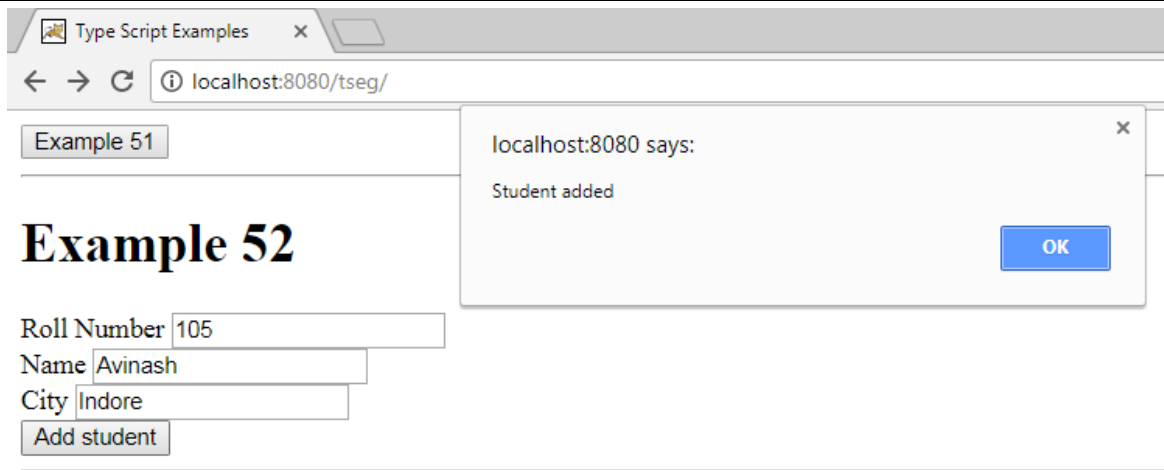 Type Script Examples
localhost:8080/tseg/
Example 51
localhost:8080 says:
Student added
OK
Example 52
Roll Number 105
Name Avinash
City Indore
Add student